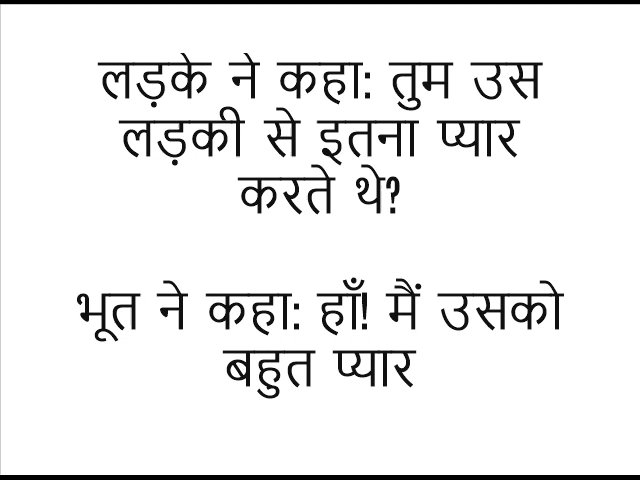 लड़के ने कहा: तुम उस
लड़की से इतना प्यार
करते थे?
भूत ने कहा: हाँ! मैं उसको
बहुत प्यार